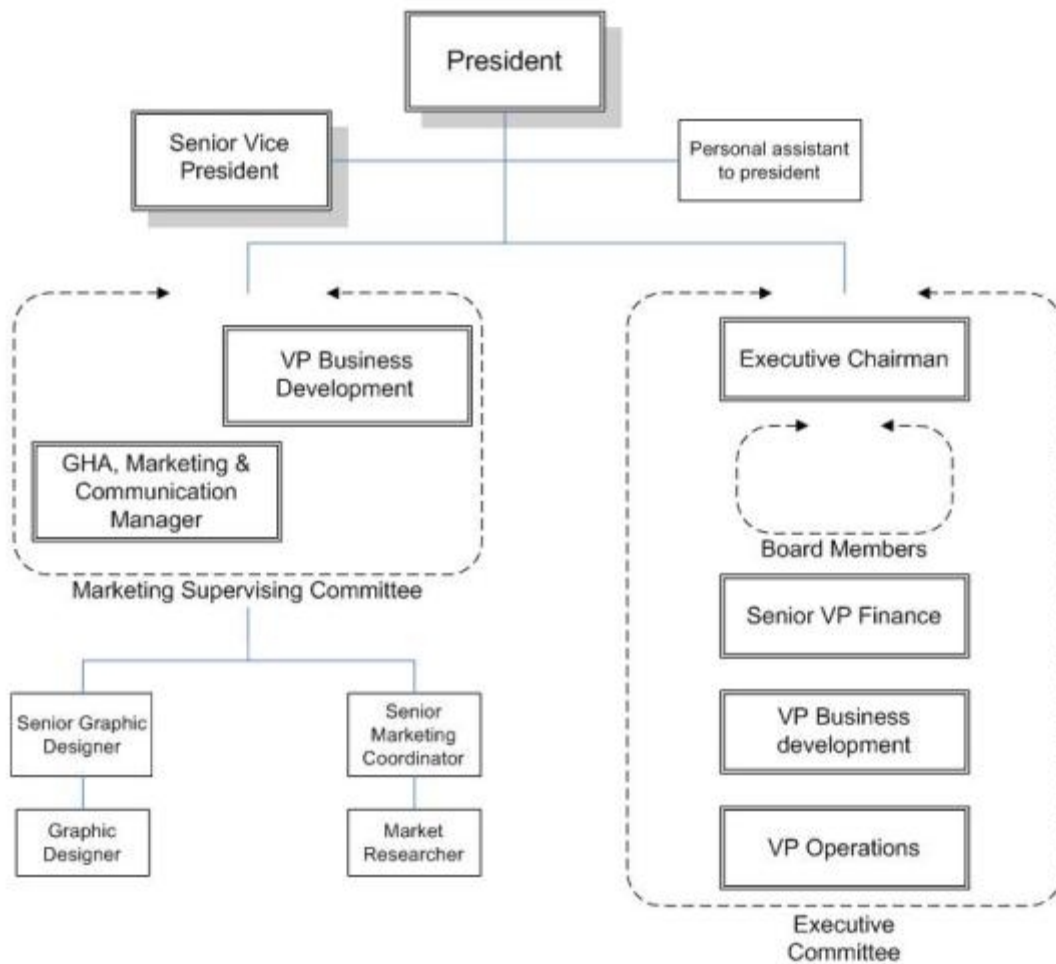 President
Senior Vice
President
Personal assistant
to president
VP Business
Development
GHA, Marketing &
Communication
Manager
Marketing Supervising Committee
Senior Graphic
Designer
Graphic
Designer
Senior
Marketing
Coordinator
Market
Researcher
Executive Chairman
Board Members
Senior VP Finance
VP Business
development
VP Operations
Executive
Committee